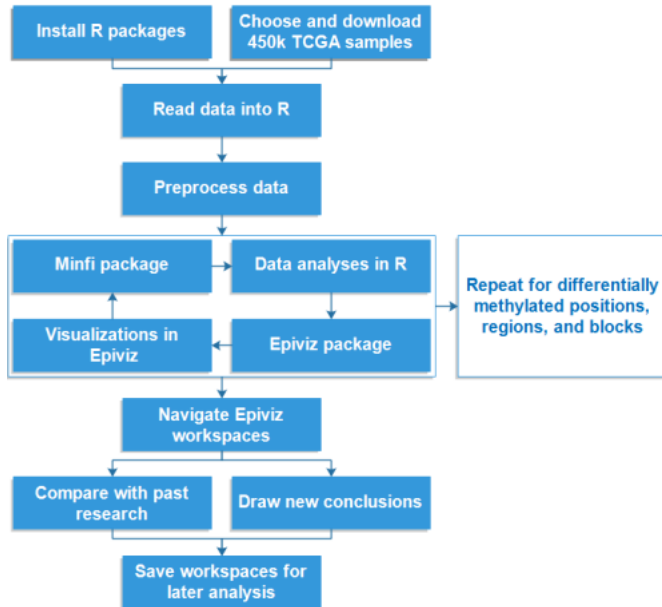 Install R packages
Choose and download
450k TCGA samples
Read data into R
Preprocess data
Minfi package
Data analyses in R
Repeat for differentially
methylated positions,
regions, and blocks
Visualizations in
Epiviz
Epiviz package
Navigate Epiviz
workspaces
Compare with past
research
Draw new conclusions
Save workspaces for
later analysis